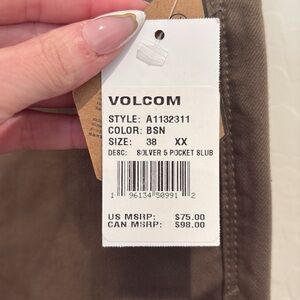 VOLCOM
STYLE: A1132311
COLOR: BSN
SIZE: 38 XX
DESC: SOLVER 5 POCKET SLUB
1 96134 50991 2
US MSRP: $75.00
CAN MSRP: $98.00